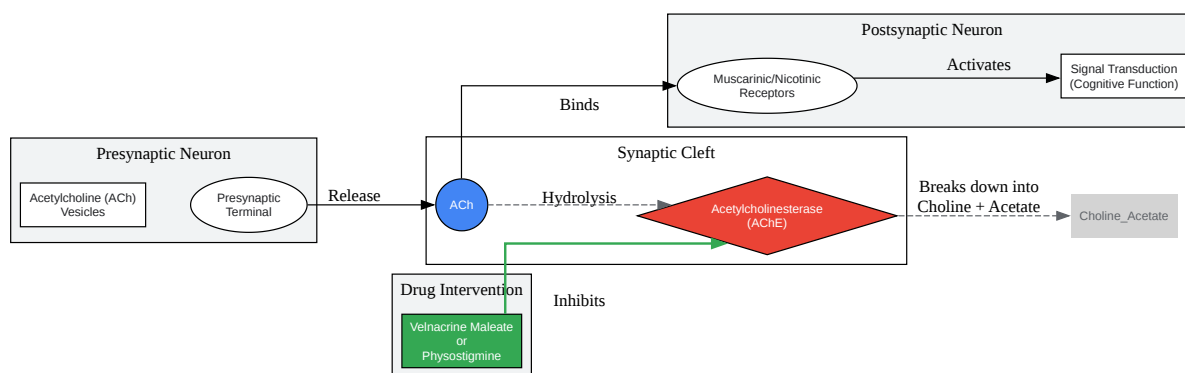 Postsynaptic Neuron
Muscarinic/Nicotinic
Receptors
Activates
Signal Transduction
(Cognitive Function)
Binds
Presynaptic Neuron
Acetylcholine (ACh)
Vesicles
Presynaptic
Terminal
Release
Synaptic Cleft
ACh
Hydrolysis
Acetylcholinesterase
(AChE)
Breaks down into
Choline + Acetate
Choline_Acetate
Drug Intervention
Inhibits
Velnacrine Maleate
or
Physostigmine